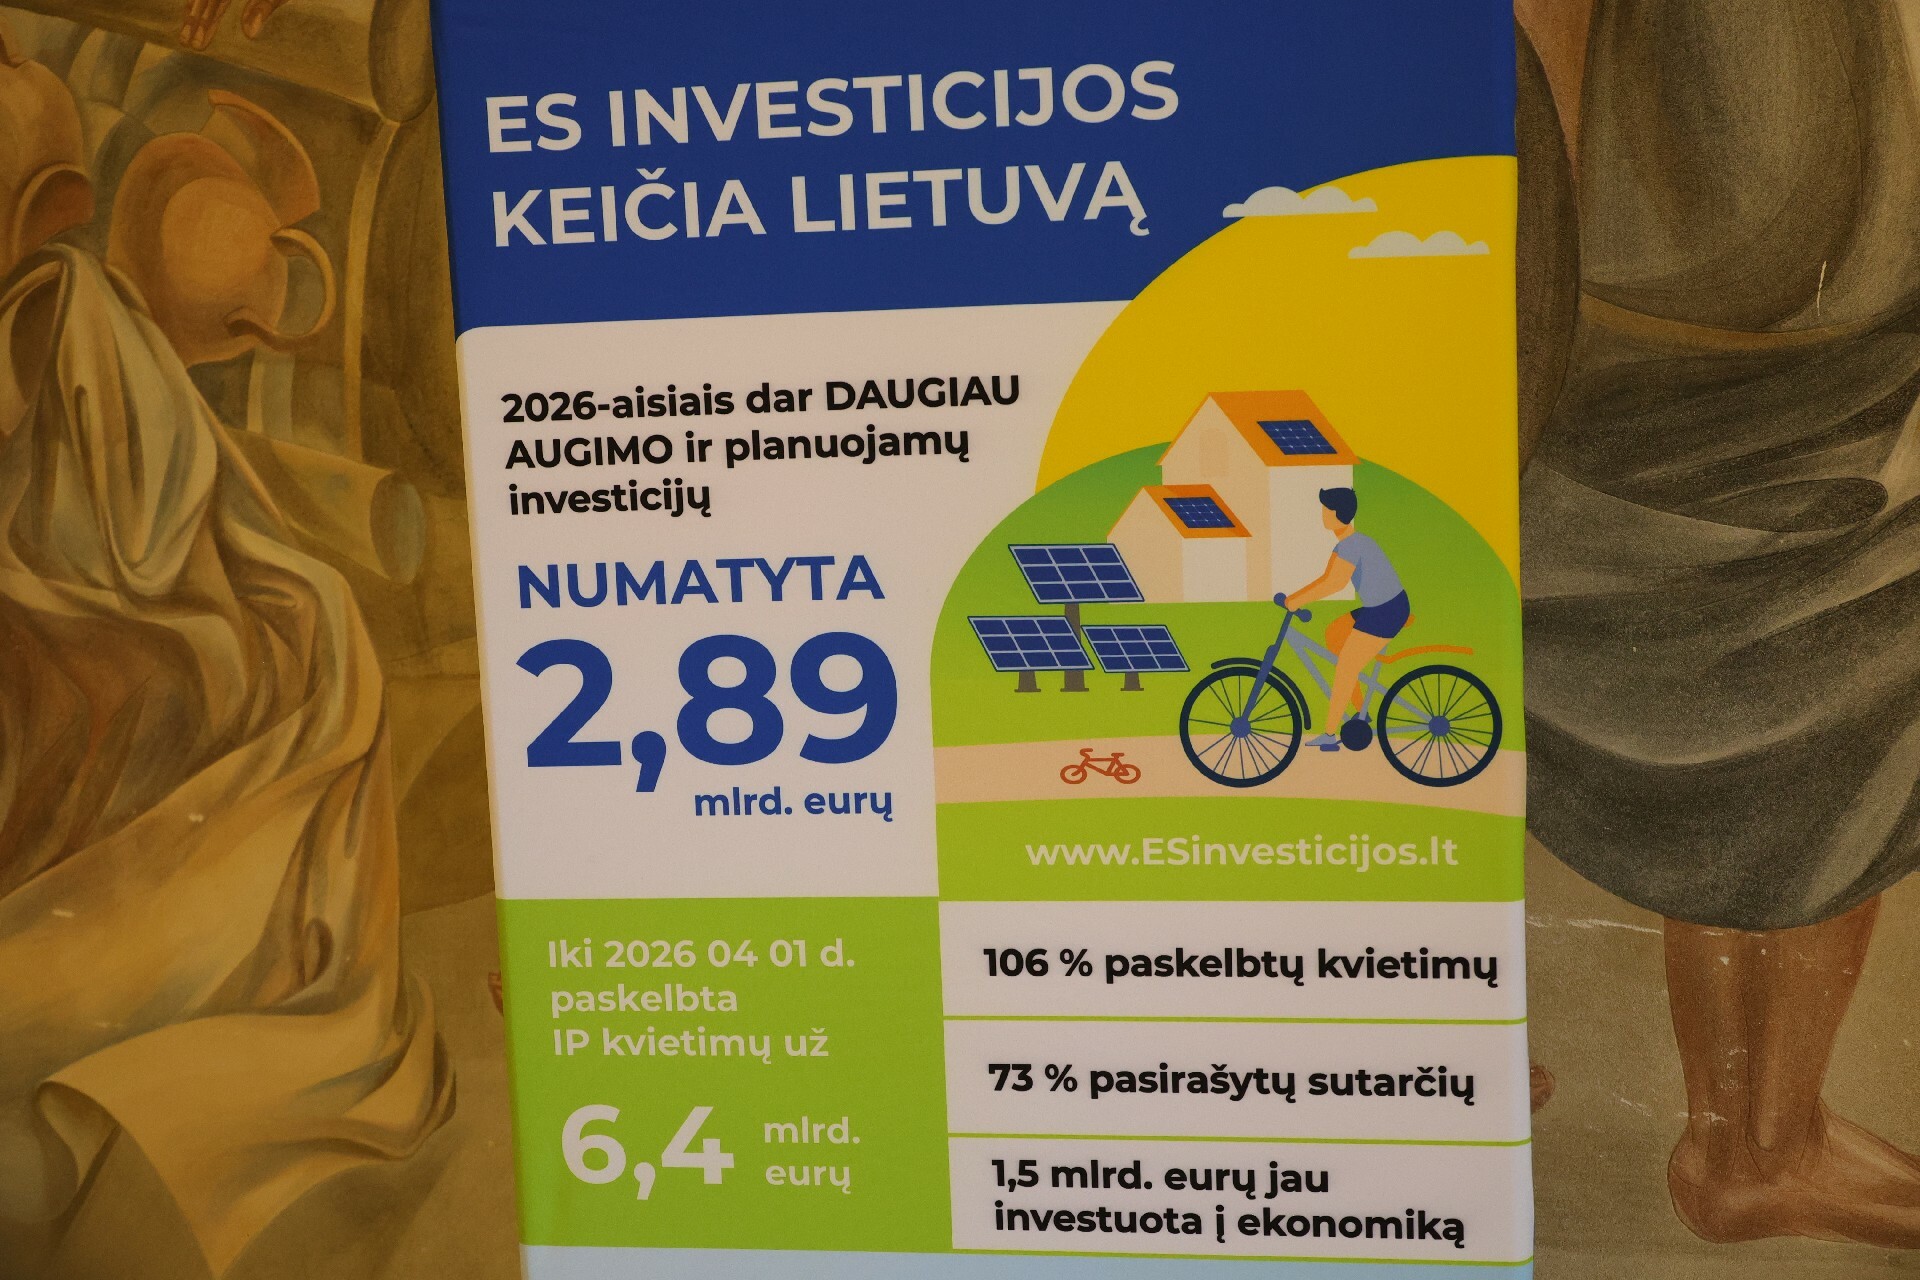 ES INVESTICIJOS
KEIČIA LIETUVĄ
2026-aisiais dar DAUGIAU
AUGIMO ir planuojamų
investicijų
NUMATYTA
2,89
mlrd. eurų
www.ESinvesticijos.lt
Iki 2026 04 01 d.
paskelbta
IP kvietimų už
6,4 mlrd.
eurų
106 % paskelbtų kvietimų
73 % pasirašytų sutarčių
1,5 mlrd. eurų jau
investuota į ekonomiką